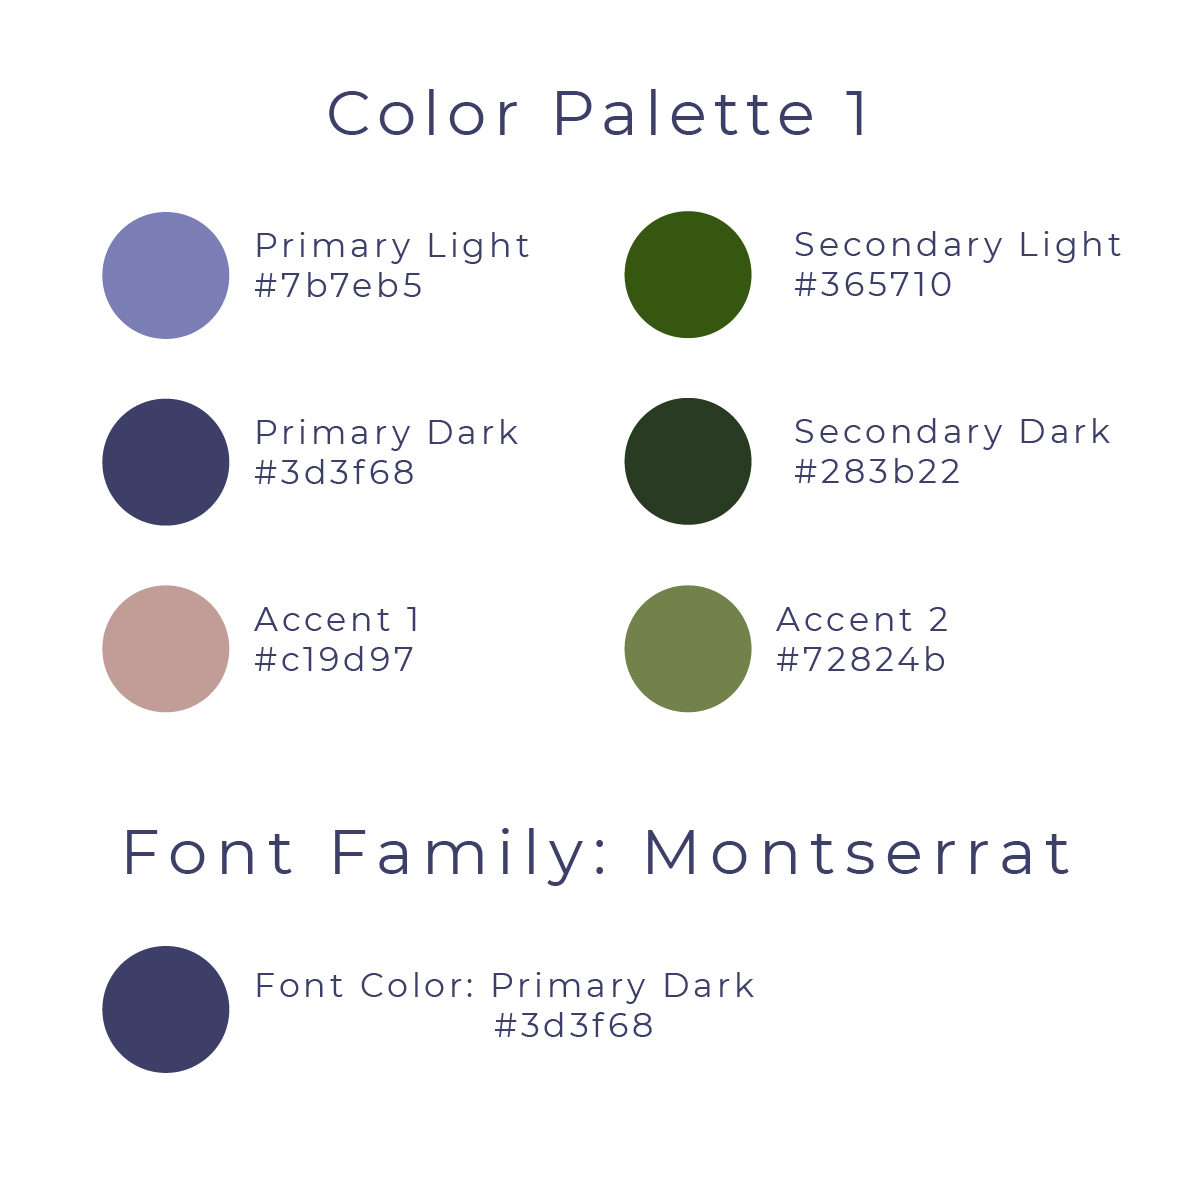 Color Palette 1
Primary Light
#7b7eb5
Secondary Light
#365710
Primary Dark
#3d3f68
Secondary Dark
#283b22
Accent 1
#c19d97
Accent 2
#72824b
Font Family: Montserrat
Font Color: Primary Dark
#3d3f68